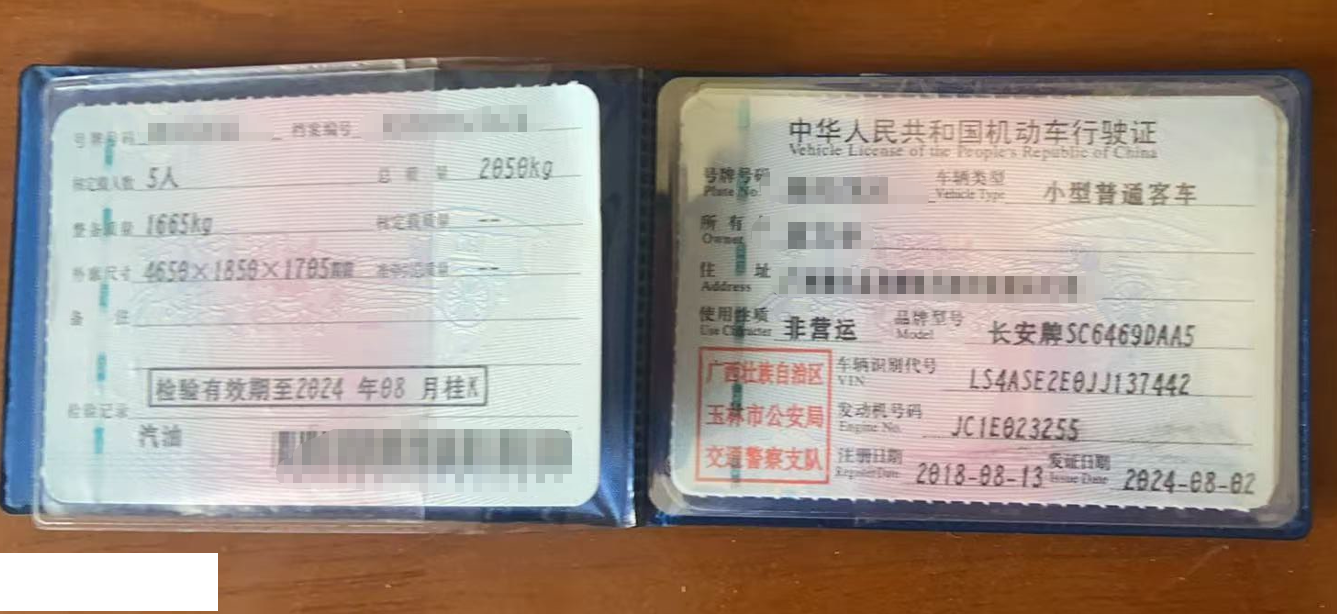 号牌号码 档案编号
核定载人数 5人 总质量 2050kg
整备质量 1665kg 核定载质量 --
外廓尺寸 4650×1850×1705mm 准牵引总质量 --
备注
检验有效期至2024年08月桂K
检验记录
汽油
中华人民共和国机动车行驶证
Vehicle License of the People's Republic of China
号牌号码 车辆类型 小型普通客车
Plate No. Vehicle Type
所有人
Owner
住址
Address
使用性质 非营运 品牌型号 长安牌SC6469DAA5
Use Character Model
广西壮族自治区
玉林市公安局
交通警察支队
车辆识别代号 LS4ASE2E0JJ137442
VIN
发动机号码 JC1E023255
Engine No.
注册日期 2018-08-13 发证日期 2024-08-02
Register Date Issue Date